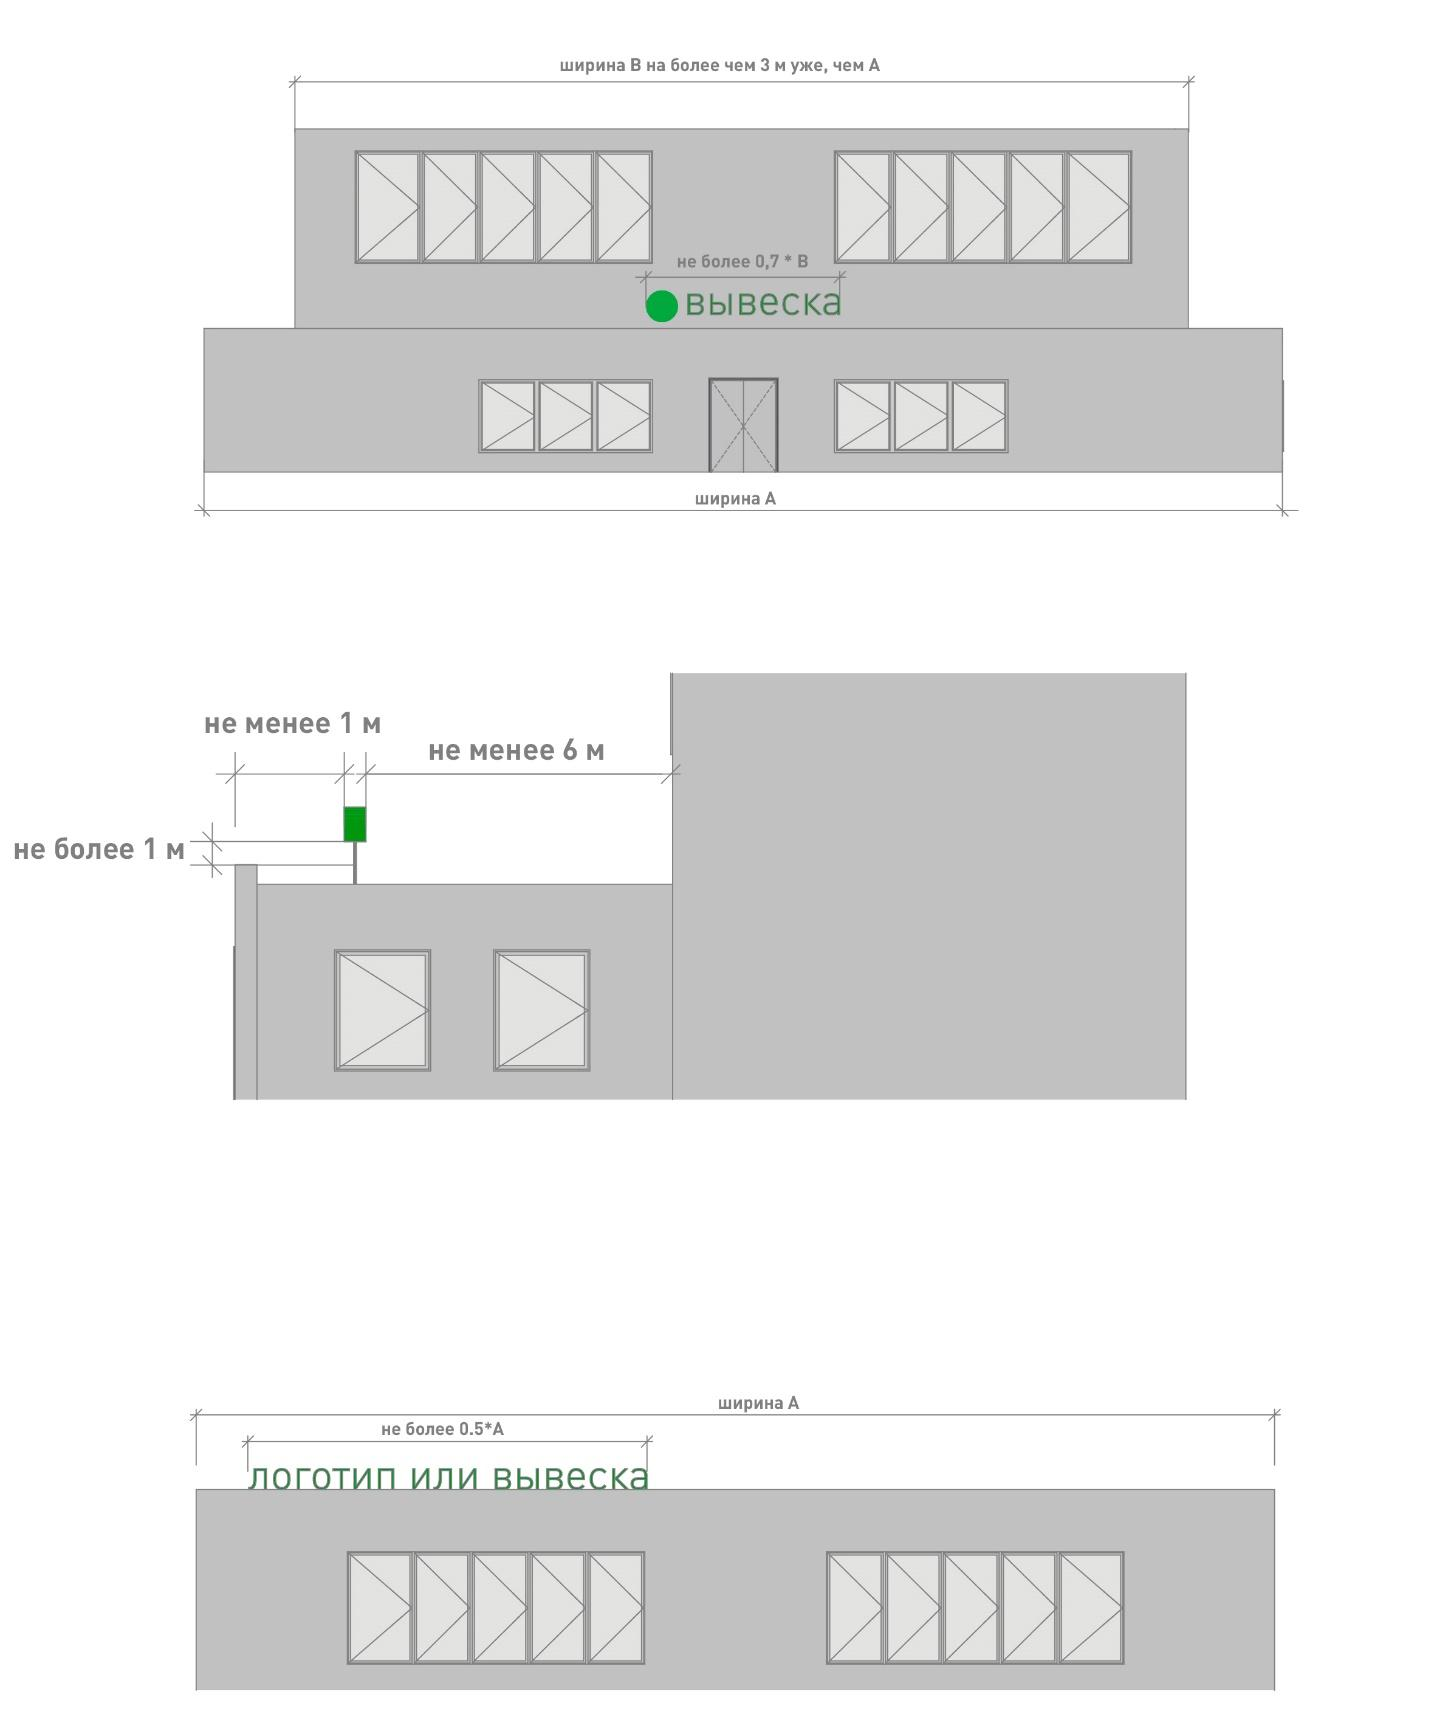 ширина В на более чем 3 м уже, чем А
не более 0,7 * В
вывеска
ширина А
не менее 1 м
не менее 6 м
не более 1 м
ширина А
не более 0.5*А
логотип или вывеска